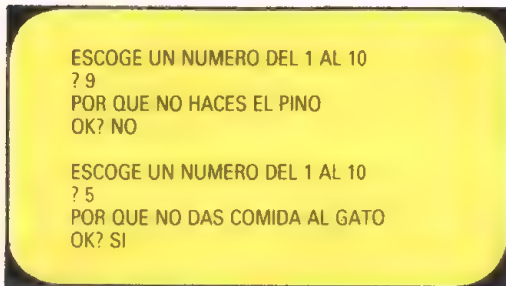 ESCOGE UN NUMERO DEL 1 AL 10
? 9
POR QUE NO HACES EL PINO
OK? NO
ESCOGE UN NUMERO DEL 1 AL 10
? 5
POR QUE NO DAS COMIDA AL GATO
OK? SI